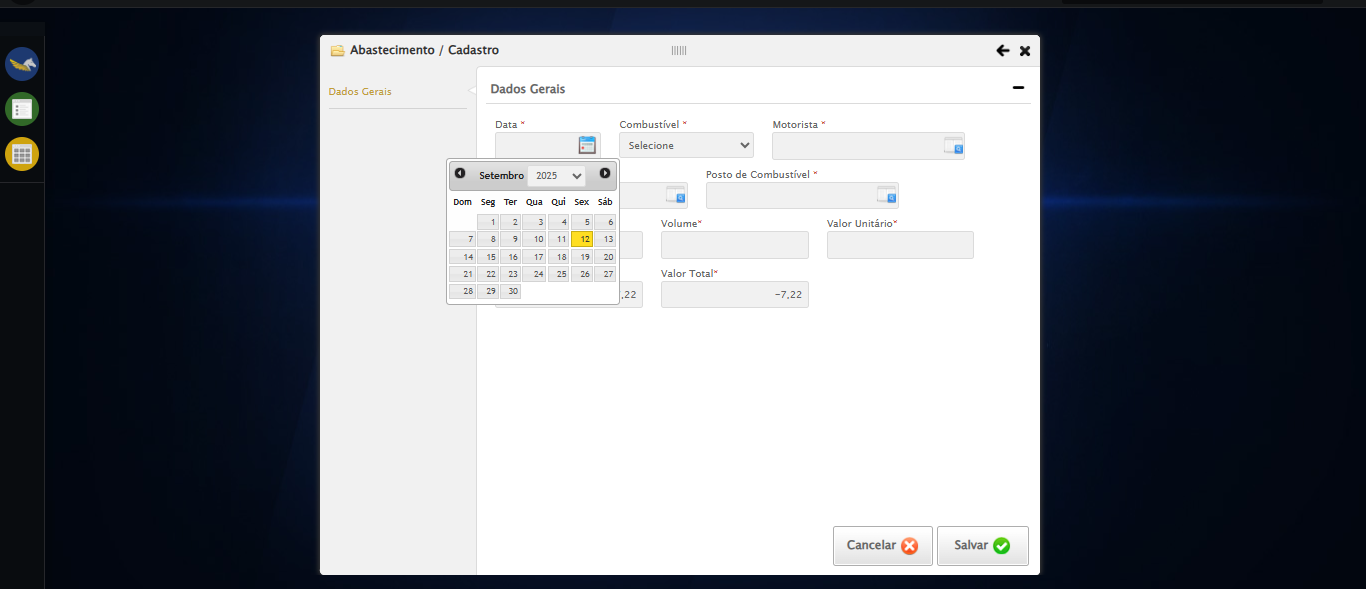 Abastecimento / Cadastro
Dados Gerais
Dados Gerais
Data *
Combustível *
Motorista *
Selecione
Setembro 2025
Posto de Combustível *
Dom Seg Ter Qua Qui Sex Sáb
1 2 3 4 5 6
7 8 9 10 11 12 13
14 15 16 17 18 19 20
21 22 23 24 25 26 27
28 29 30
Volume*
Valor Unitário*
Valor Total*
,22
-7,22
Cancelar
Salvar